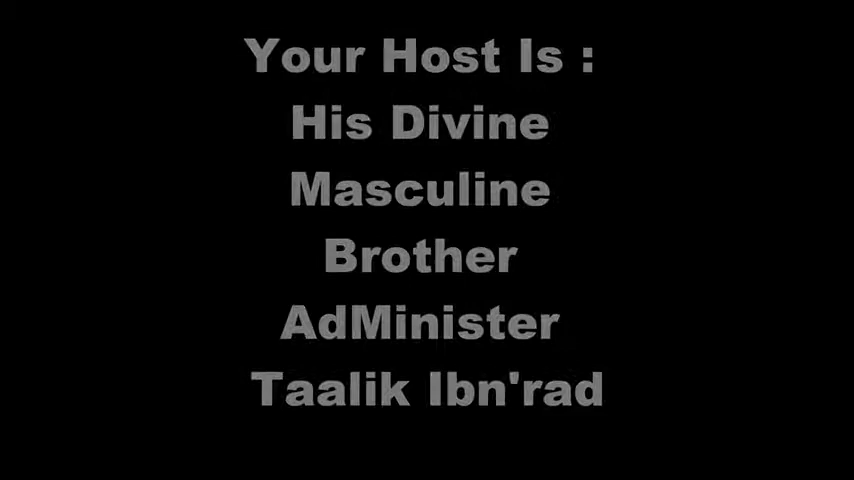 Your Host Is :
His Divine
Masculine
Brother
AdMinister
Taalik Ibn'rad